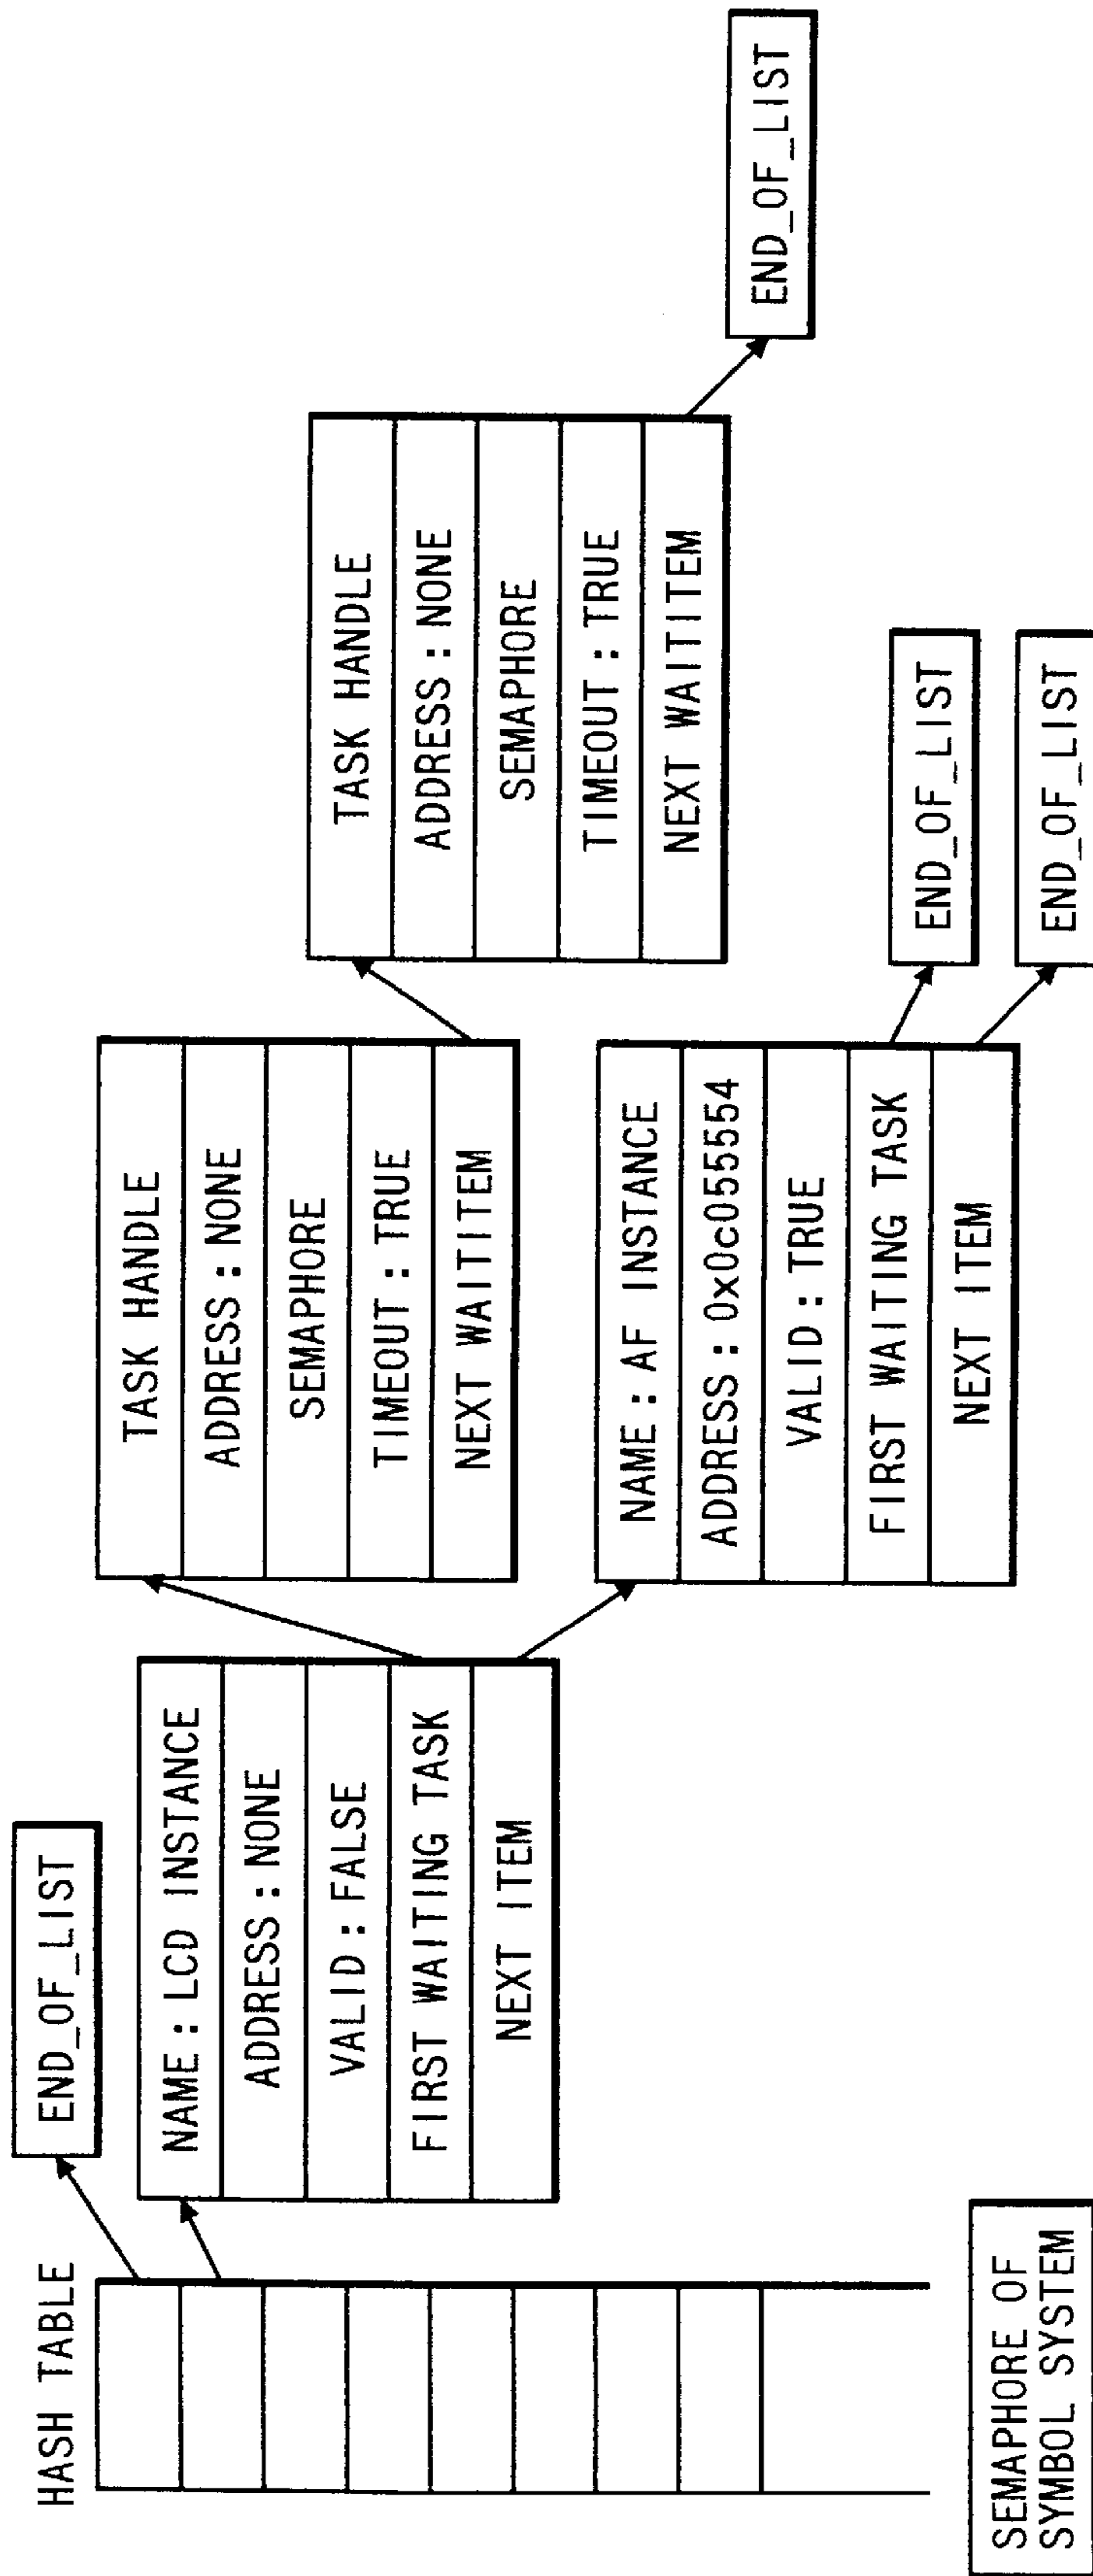 HASH TABLE
END_OF_LIST
NAME : LCD INSTANCE
ADDRESS : NONE
VALID : FALSE
FIRST WAITING TASK
NEXT ITEM
TASK HANDLE
ADDRESS : NONE
SEMAPHORE
TIMEOUT : TRUE
NEXT WAITITEM
TASK HANDLE
ADDRESS : NONE
SEMAPHORE
TIMEOUT : TRUE
NEXT WAITITEM
END_OF_LIST
NAME : AF INSTANCE
ADDRESS : 0x0c055554
VALID : TRUE
FIRST WAITING TASK
NEXT ITEM
END_OF_LIST
END_OF_LIST
SEMAPHORE OF
SYMBOL SYSTEM